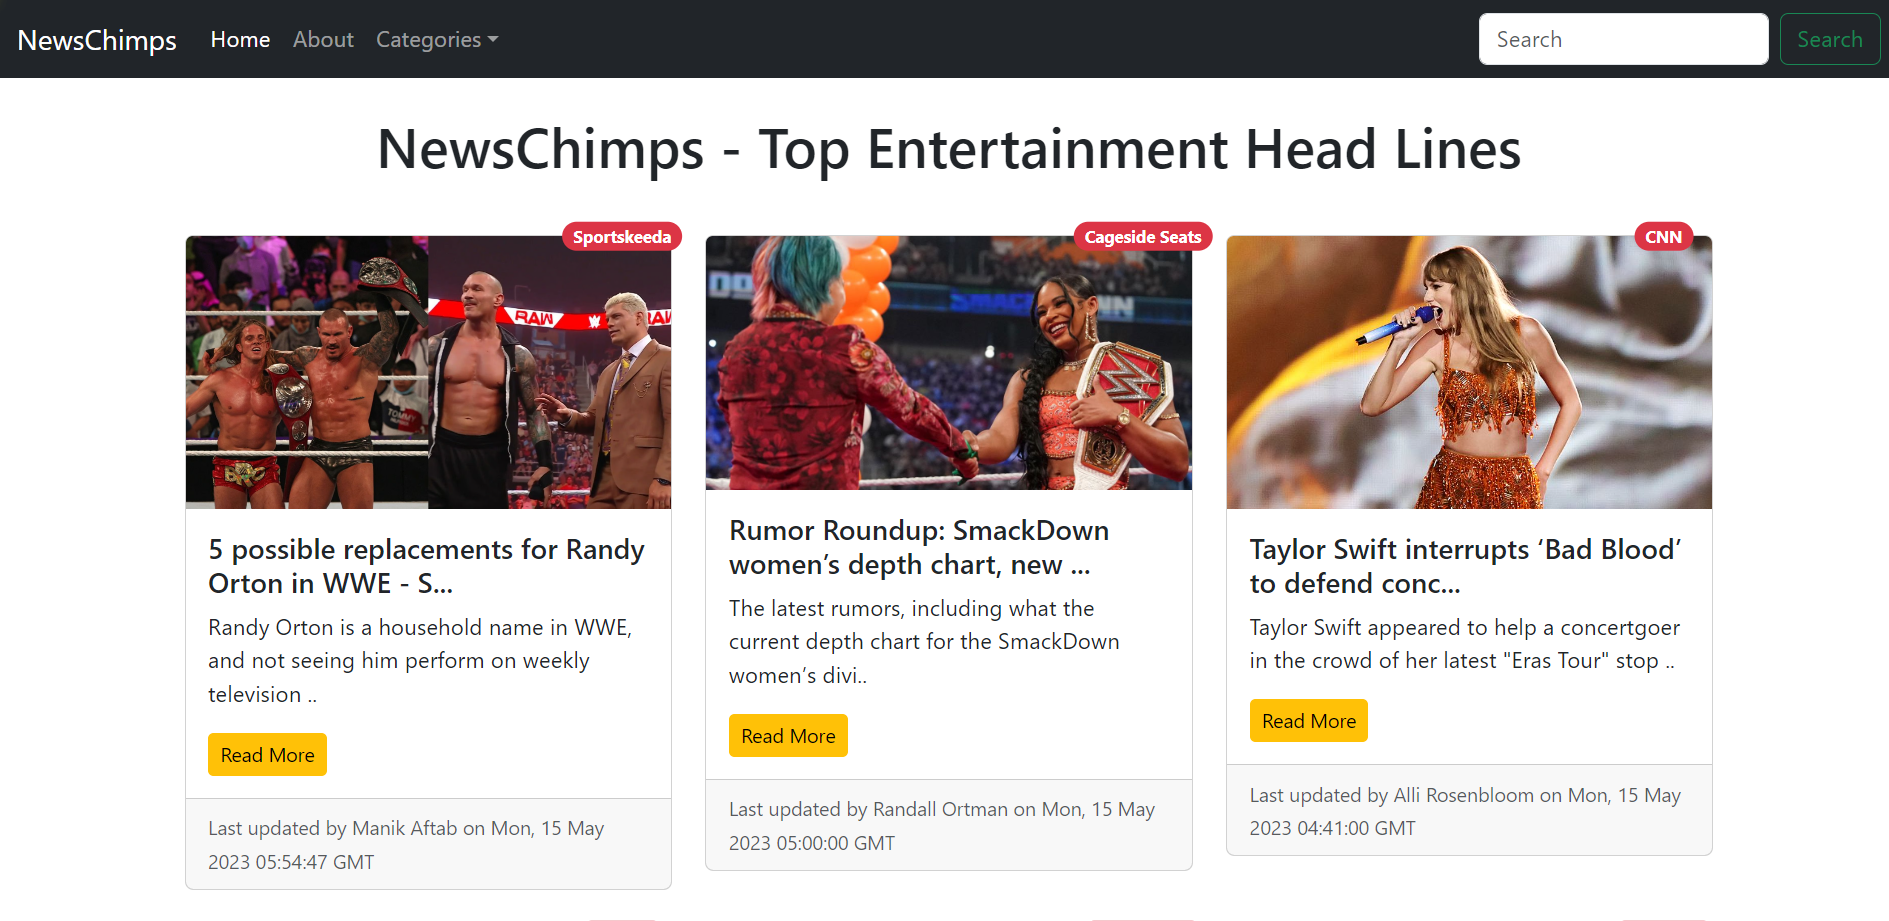 NewsChimps Home About Categories Search Search
NewsChimps - Top Entertainment Head Lines
Sportskeeda
RAW
5 possible replacements for Randy
Orton in WWE - S...
Randy Orton is a household name in WWE,
and not seeing him perform on weekly
television ..
Read More
Last updated by Manik Aftab on Mon, 15 May
2023 05:54:47 GMT
Cageside Seats
Rumor Roundup: SmackDown
women’s depth chart, new ...
The latest rumors, including what the
current depth chart for the SmackDown
women’s divi..
Read More
Last updated by Randall Ortman on Mon, 15 May
2023 05:00:00 GMT
CNN
Taylor Swift interrupts ‘Bad Blood’
to defend conc...
Taylor Swift appeared to help a concertgoer
in the crowd of her latest "Eras Tour" stop ..
Read More
Last updated by Alli Rosenbloom on Mon, 15 May
2023 04:41:00 GMT